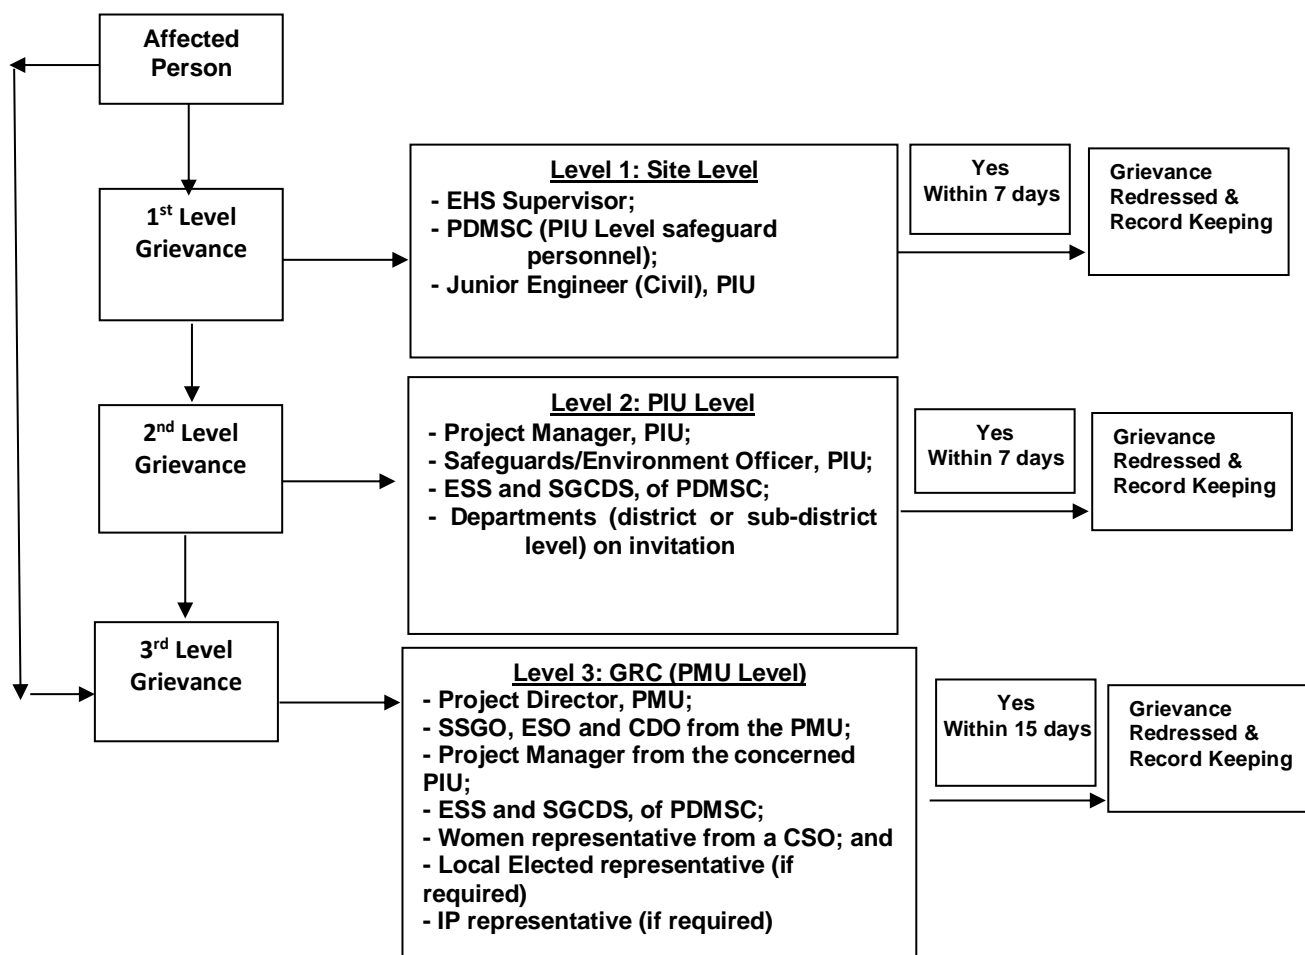 Affected
Person
1st Level
Grievance
Level 1: Site Level
- EHS Supervisor;
- PDMSC (PIU Level safeguard
personnel);
- Junior Engineer (Civil), PIU
Yes
Within 7 days
Grievance
Redressed &
Record Keeping
2nd Level
Grievance
Level 2: PIU Level
- Project Manager, PIU;
- Safeguards/Environment Officer, PIU;
- ESS and SGCDS, of PDMSC;
- Departments (district or sub-district
level) on invitation
Yes
Within 7 days
Grievance
Redressed &
Record Keeping
3rd Level
Grievance
Level 3: GRC (PMU Level)
- Project Director, PMU;
- SSGO, ESO and CDO from the PMU;
- Project Manager from the concerned
PIU;
- ESS and SGCDS, of PDMSC;
- Women representative from a CSO; and
- Local Elected representative (if
required)
- IP representative (if required)
Yes
Within 15 days
Grievance
Redressed &
Record Keeping